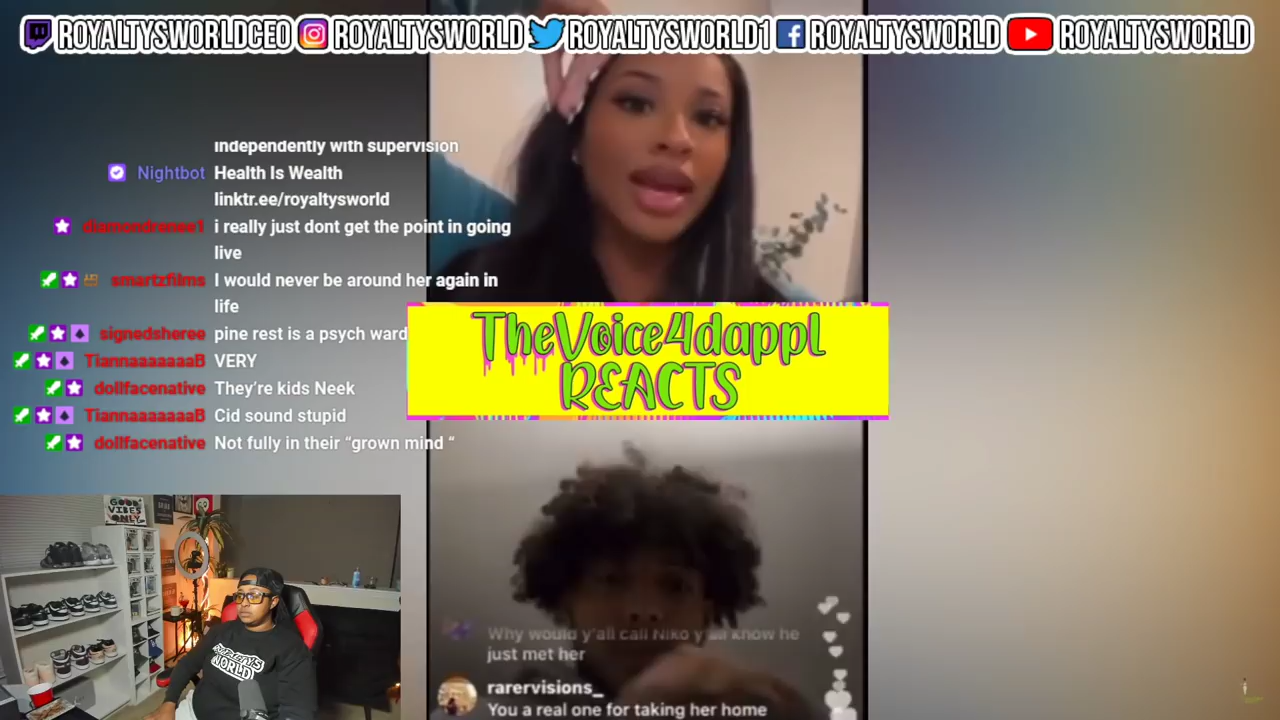 ROYALTYSWORLDCEO ROYALTYSWORLD ROYALTYSWORLD1 ROYALTYSWORLD ROYALTYSWORLD
independently with supervision
Nightbot Health Is Wealth
linktr.ee/royaltysworld
diamondrenee1 i really just dont get the point in going
live
smartzfilms I would never be around her again in
life
signedsheree pine rest is a psych ward
TiannaaaaaaaB VERY
dollfacenative They’re kids Neek
TiannaaaaaaaB Cid sound stupid
dollfacenative Not fully in their “grown mind “
TheVoice4dappL
REACTS
GOOD
VIBES
ONLY
ROYALTYS
WORLD
Why would y'all call Niko y'all know he
just met her
rarervisions_
You a real one for taking her home